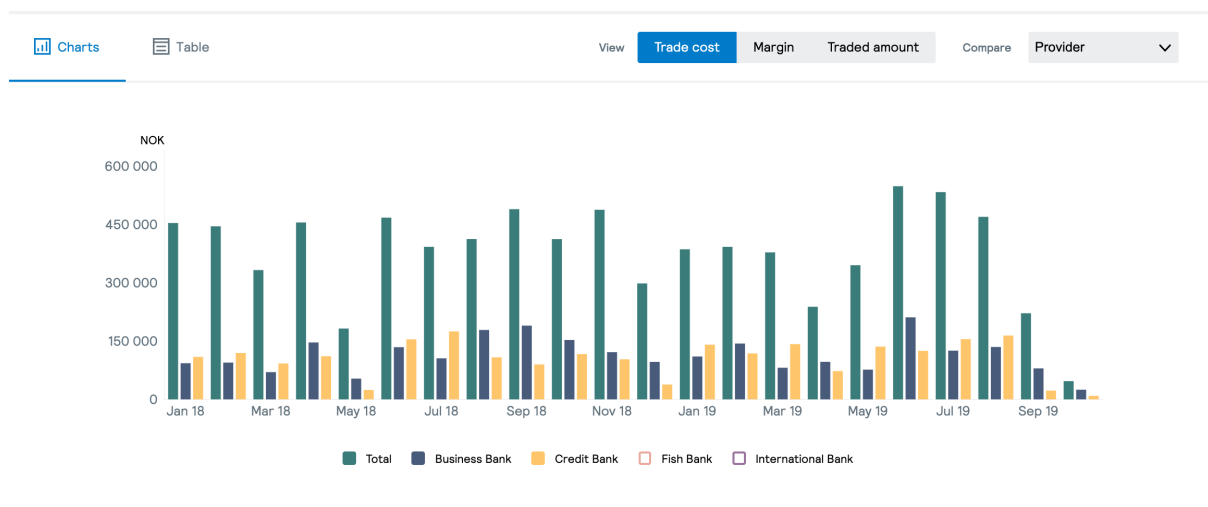 Charts Table View Trade cost Margin Traded amount Compare Provider
NOK
600 000
450 000
300 000
150 000
0
Jan 18 Mar 18 May 18 Jul 18 Sep 18 Nov 18 Jan 19 Mar 19 May 19 Jul 19 Sep 19
Total Business Bank Credit Bank Fish Bank International Bank